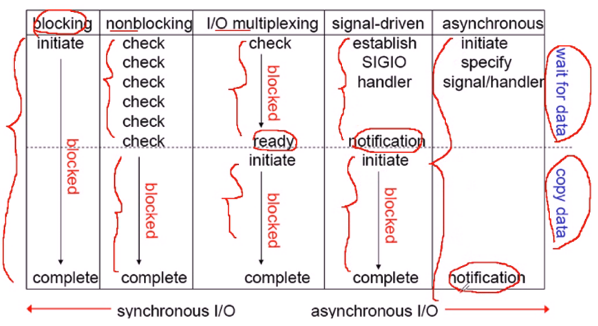 blocking nonblocking I/O multiplexing signal-driven asynchronous
initiate check check establish initiate
check SIGIO specify
check handler signal/handler
check
check
check ready notification
initiate initiate
blocked
blocked
blocked
blocked
blocked
wait for data
copy data
complete complete complete complete notification
synchronous I/O asynchronous I/O